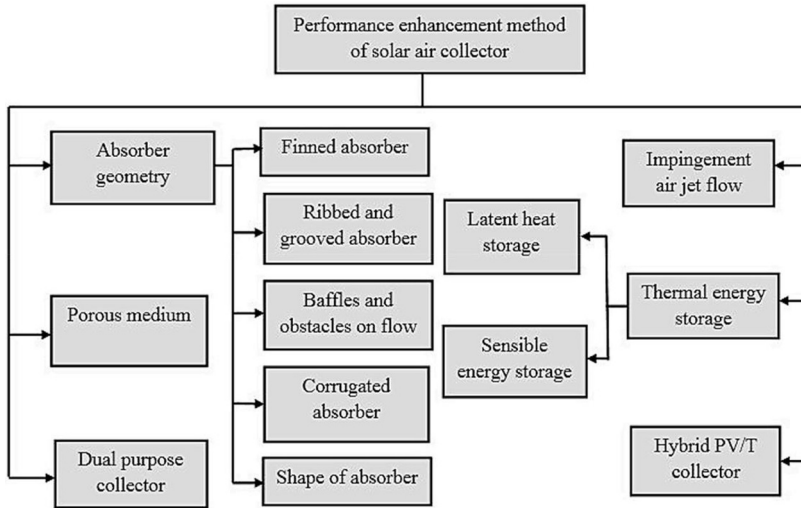 Performance enhancement method
of solar air collector
Absorber
geometry
Porous medium
Dual purpose
collector
Finned absorber
Ribbed and
grooved absorber
Baffles and
obstacles on flow
Corrugated
absorber
Shape of absorber
Latent heat
storage
Sensible
energy storage
Impingement
air jet flow
Thermal energy
storage
Hybrid PV/T
collector